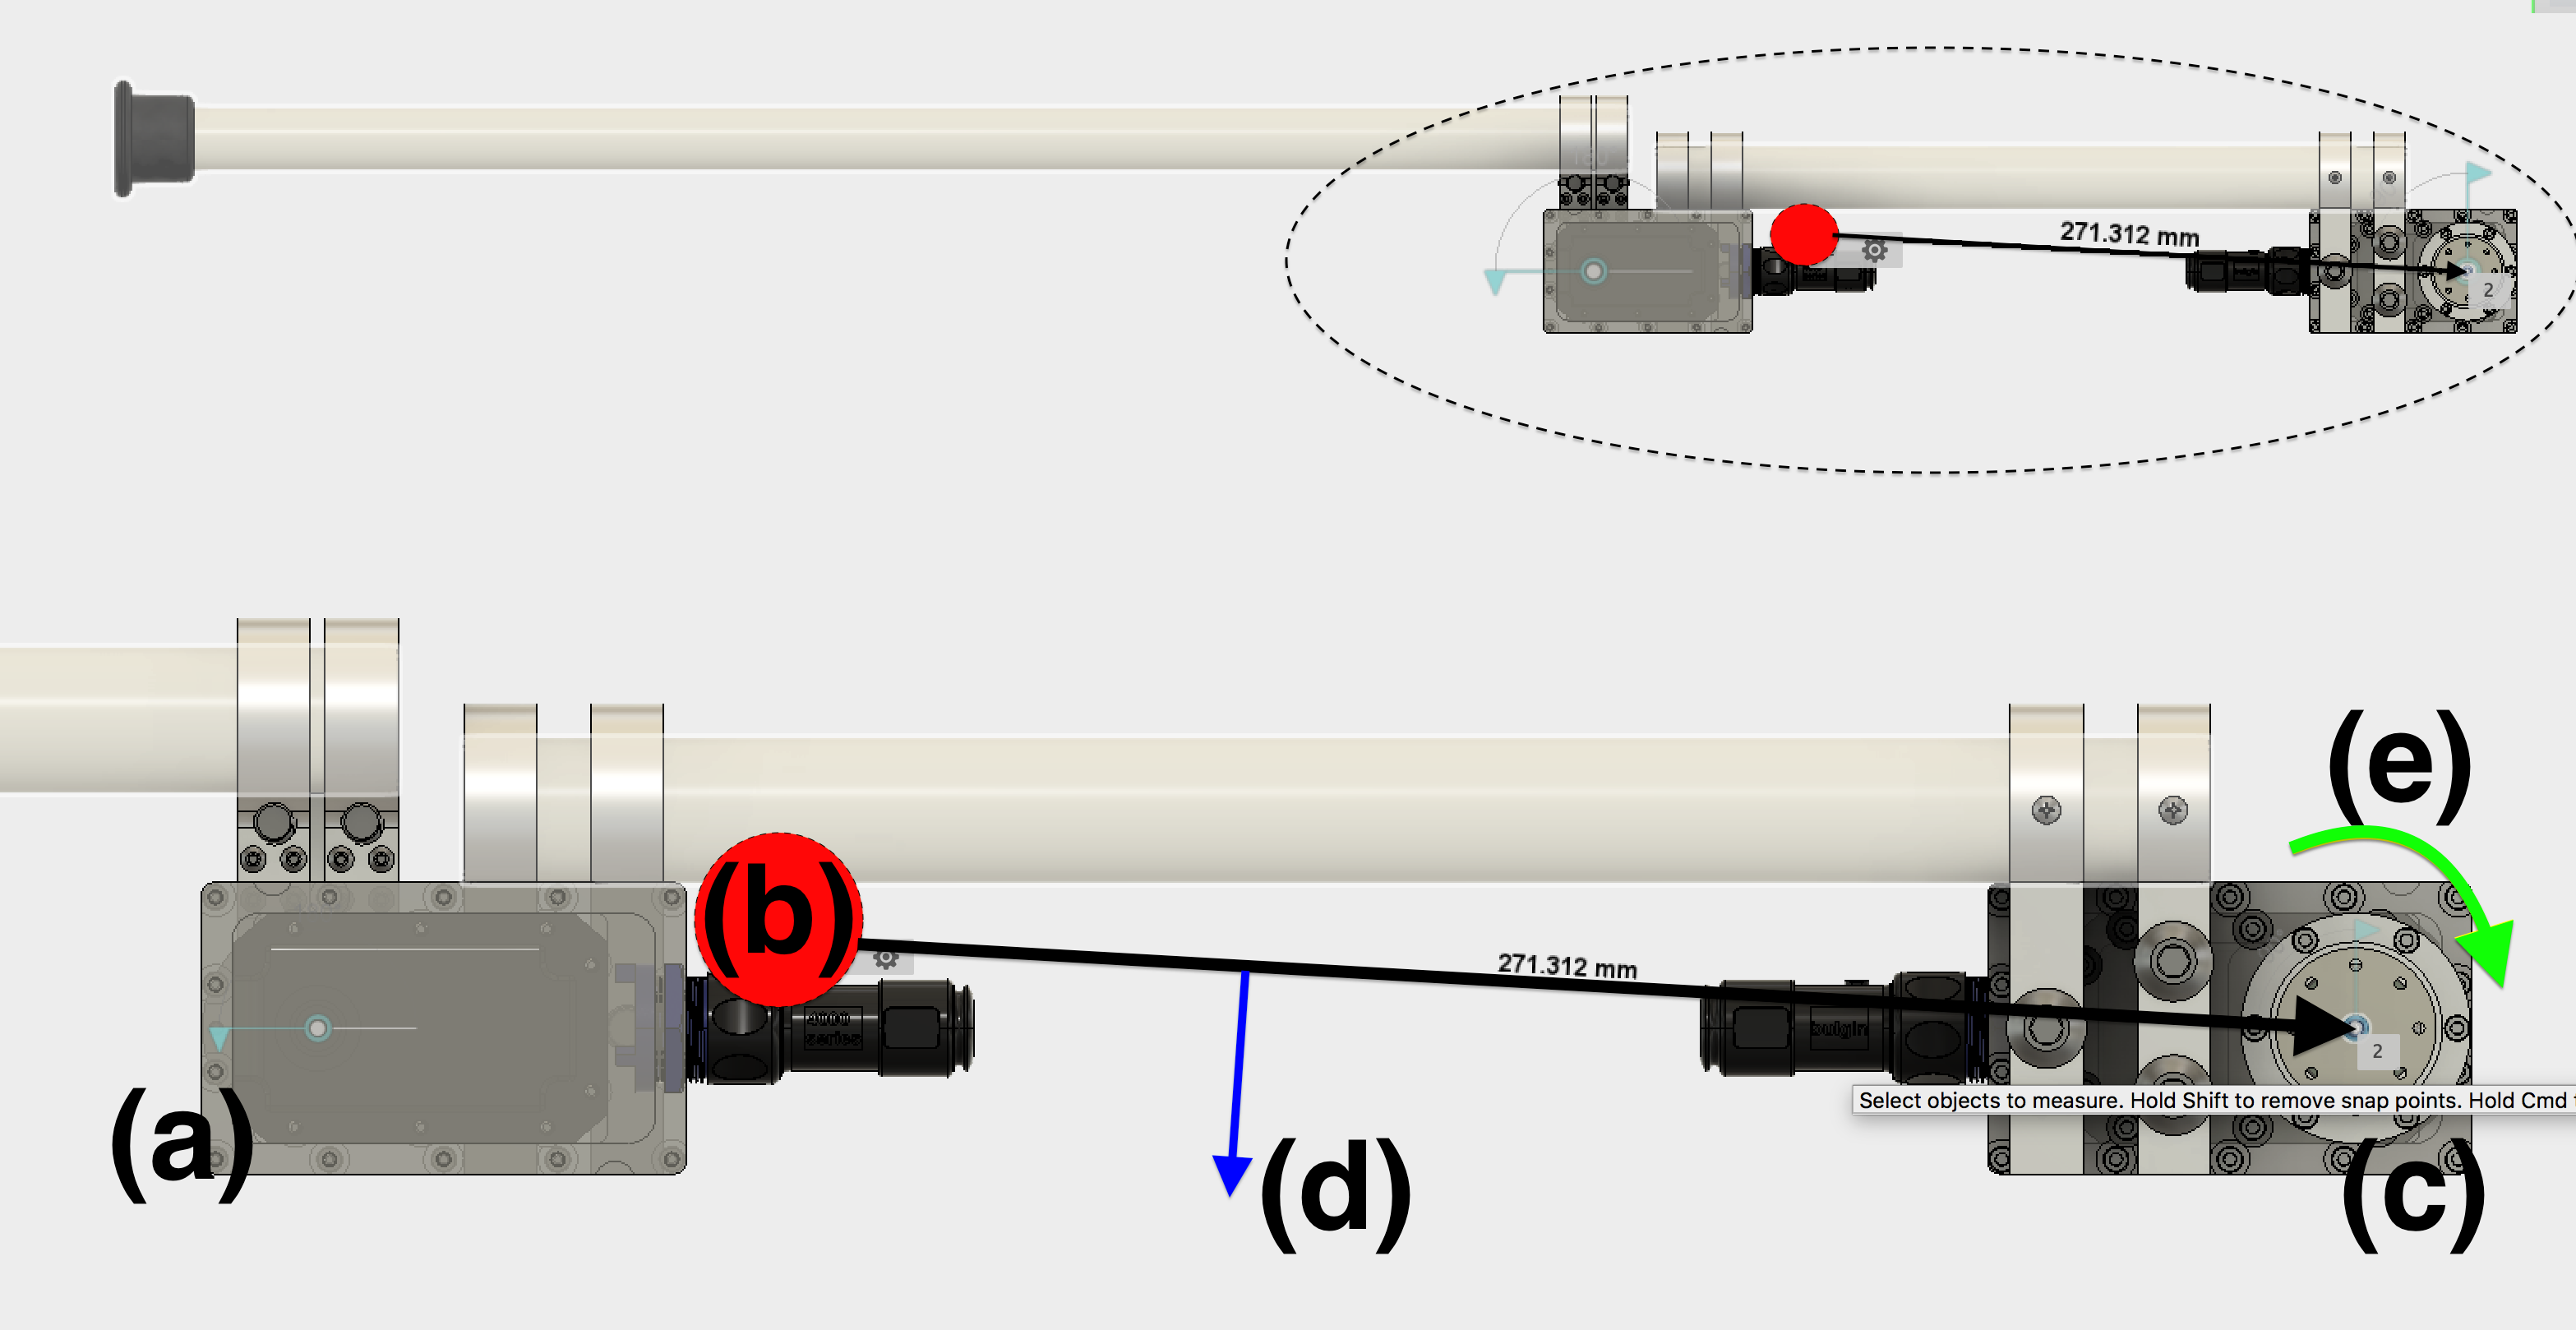 271.312 mm
2
(e)
(b)
271.312 mm
4000
series
bulgin
2
Select objects to measure. Hold Shift to remove snap points. Hold Cmd
(a)
(d)
(c)